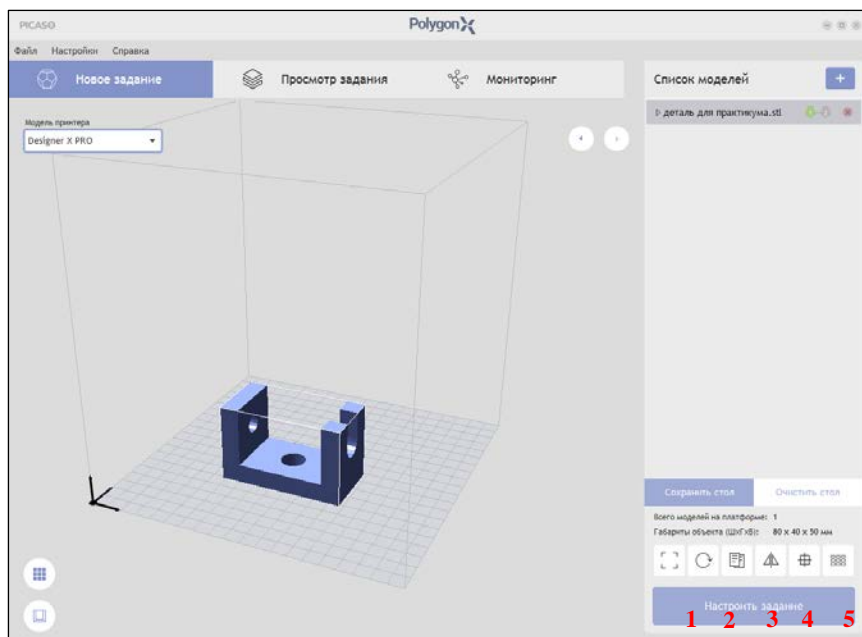 PICASO
Polygon X
Файл Настройки Справка
Новое задание Просмотр задания Мониторинг
Список моделей +
Модель принтера
Designer X PRO
деталь для практикума.stl
Сохранить стол Очистить стол
Всего моделей на платформе: 1
Габариты объекта (ШхГхВ): 80 x 40 x 50 мм
Настроить задание
1 2 3 4 5